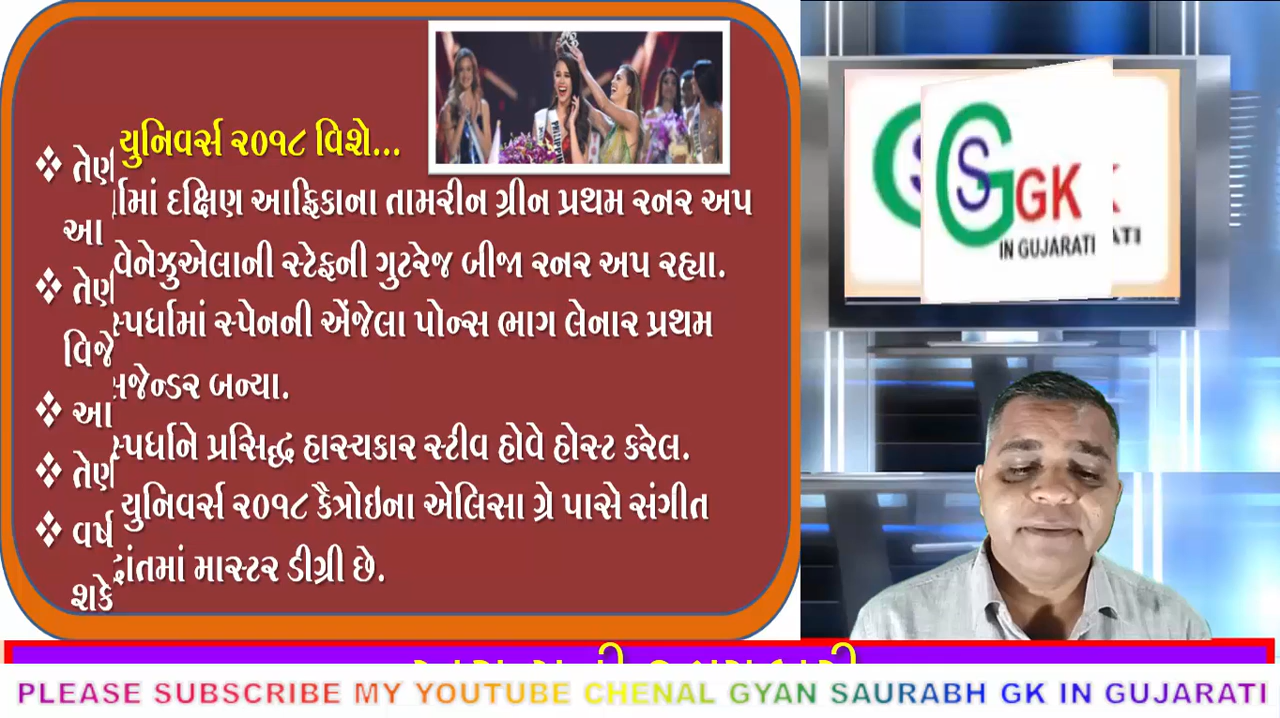 યુનિવર્સ ૨૦૧૮ વિશે...
❖ તેણ
ર્ધામાં દક્ષિણ આફ્રિકાના તામરીન ગ્રીન પ્રથમ રનર અપ
આ
વેનેઝુએલાની સ્ટેફની ગુટરેજ બીજા રનર અપ રહ્યા.
❖ તેણ
સ્પર્ધામાં સ્પેનની એંજેલા પોન્સ ભાગ લેનાર પ્રથમ
વિજે
સજેન્ડર બન્યા.
❖ આ
સ્પર્ધાને પ્રસિદ્ધ હાસ્યકાર સ્ટીવ હોવે હોસ્ટ કરેલ.
❖ તેણ
યુનિવર્સ ૨૦૧૮ કૈત્રોઇના એલિસા ગ્રે પાસે સંગીત
❖ વર્ષ
દ્ધાંતમાં માસ્ટર ડીગ્રી છે.
શકે
GSGK
IN GUJARATI
PLEASE SUBSCRIBE MY YOUTUBE CHENAL GYAN SAURABH GK IN GUJARATI